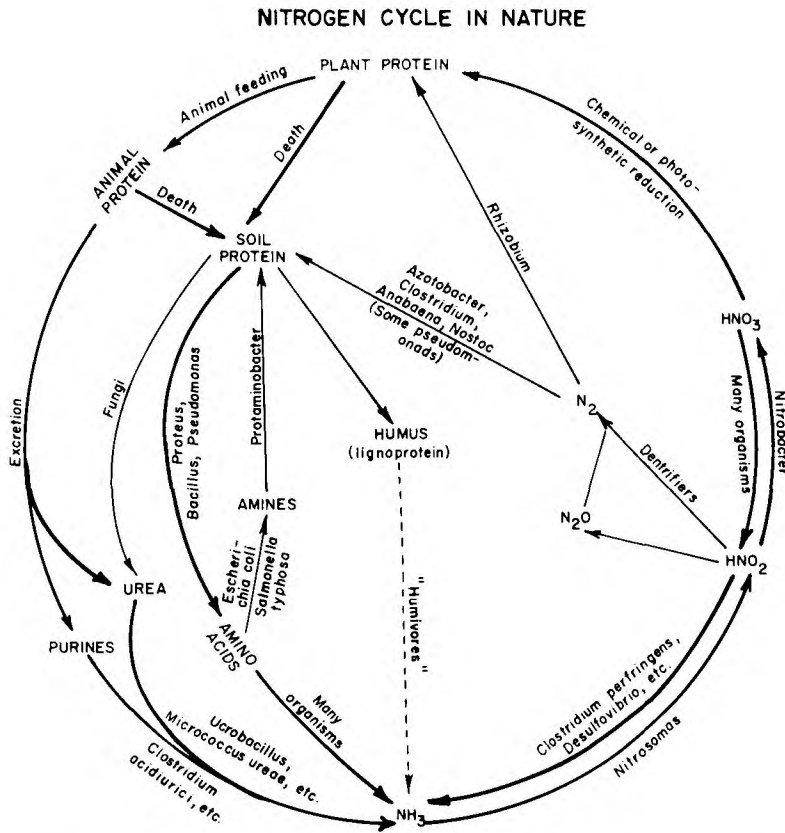 NITROGEN CYCLE IN NATURE
PLANT PROTEIN
Animal feeding
Death
Chemical or photo-
synthetic reduction
ANIMAL
PROTEIN
Death
SOIL
PROTEIN
Rhizobium
Azotobacter,
Clostridium,
Anabaena, Nostoc
(Some pseudom-
onads)
HNO3
Fungi
Proteus,
Bacillus, Pseudomonas
Protaminobacter
N2
Many organisms
Nitrobacter
Excretion
HUMUS
(lignoprotein)
Dentrifiers
AMINES
N2O
Escheri-
chia coli
Salmonella
typhosa
HNO2
UREA
"Humivores"
PURINES
AMINO
ACIDS
Many
organisms
Clostridium perfringens,
Desulfovibrio, etc.
Nitrosomas
Ucrobacillus,
Micrococcus ureae, etc.
Clostridium
acidiurici, etc.
NH3